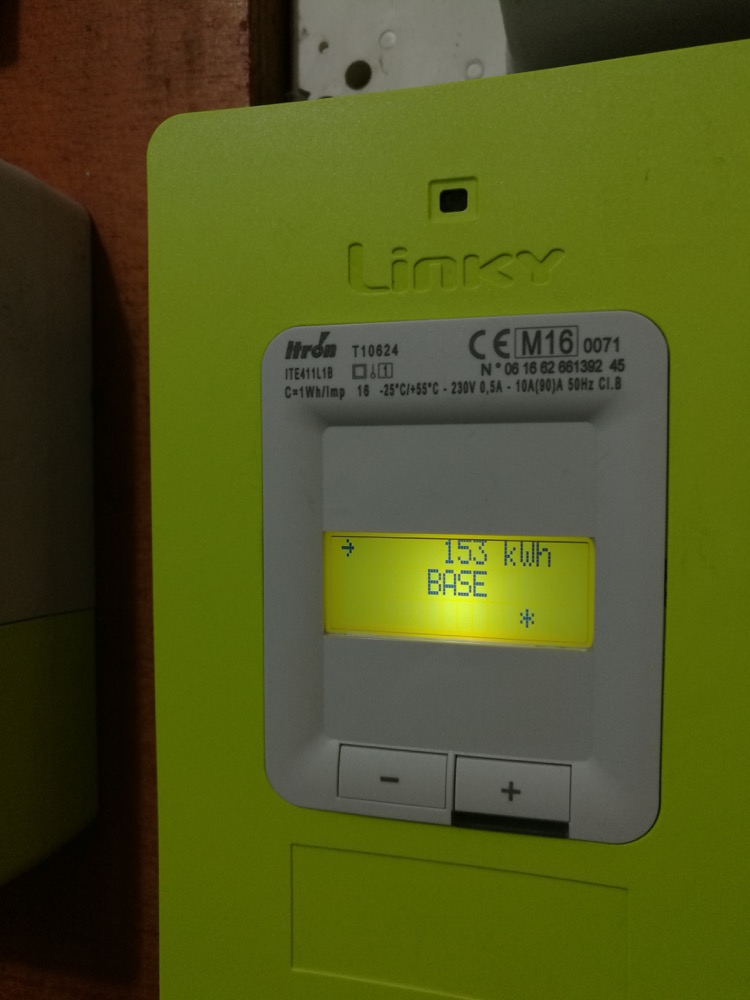 Linky
Itron T10624 CE M16 0071
ITE411L1B 1 N° 06 16 62 661392 45
C=1Wh/Imp 16 -25°C/+55°C - 230V 0,5A - 10A(90)A 50Hz Cl.B
→ 153 kWh
BASE
*
- +